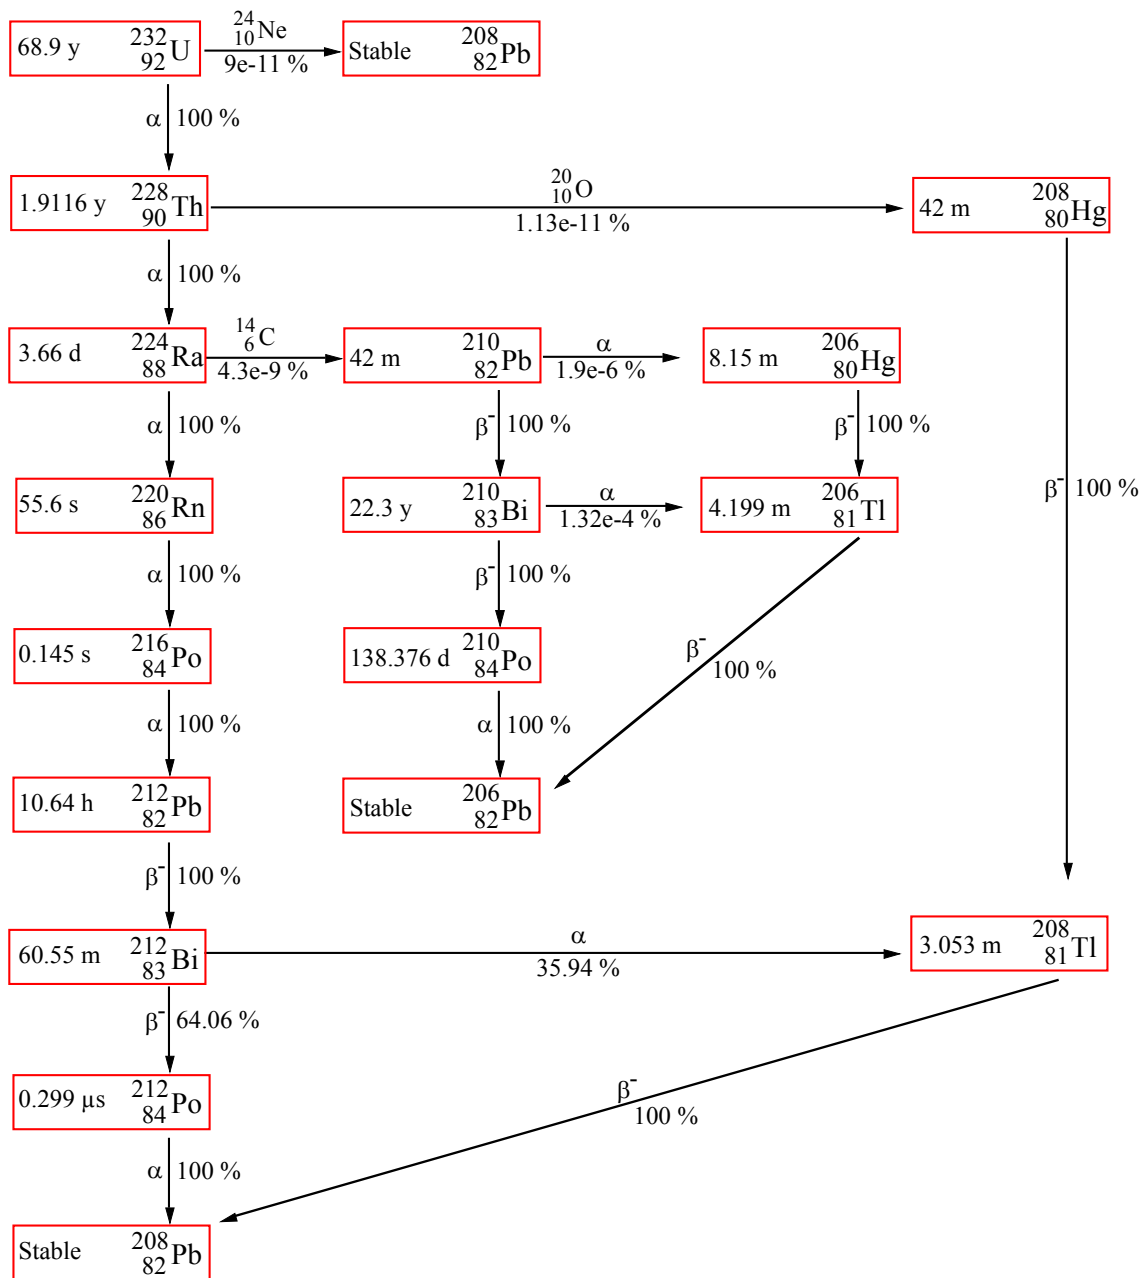 68.9 y 232 92 U
24 10 Ne
9e-11 %
Stable 208 82 Pb
α 100 %
1.9116 y 228 90 Th
20 10 O
1.13e-11 %
42 m 208 80 Hg
α 100 %
3.66 d 224 88 Ra
14 6 C
4.3e-9 %
42 m 210 82 Pb
α
1.9e-6 %
8.15 m 206 80 Hg
α 100 %
β- 100 %
β- 100 %
β- 100 %
55.6 s 220 86 Rn
22.3 y 210 83 Bi
α
1.32e-4 %
4.199 m 206 81 Tl
α 100 %
β- 100 %
0.145 s 216 84 Po
138.376 d 210 84 Po
β-
100 %
α 100 %
α 100 %
10.64 h 212 82 Pb
Stable 206 82 Pb
β- 100 %
60.55 m 212 83 Bi
α
35.94 %
3.053 m 208 81 Tl
β- 64.06 %
0.299 µs 212 84 Po
β-
100 %
α 100 %
Stable 208 82 Pb